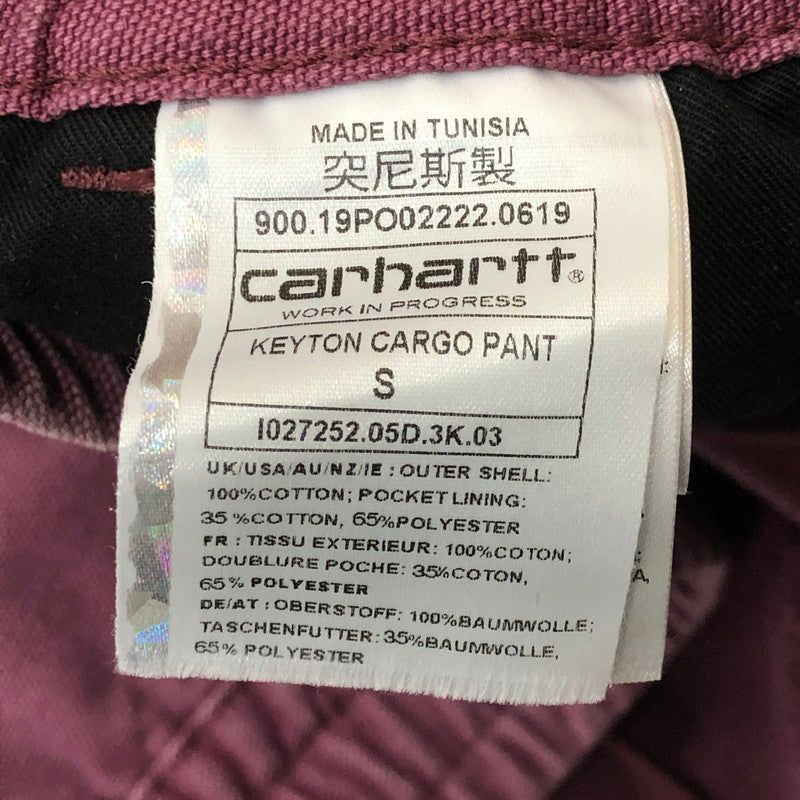 MADE IN TUNISIA
突尼斯製
900.19PO02222.0619
carhartt®
WORK IN PROGRESS
KEYTON CARGO PANT
S
I027252.05D.3K.03
UK/USA/AU/NZ/IE : OUTER SHELL:
100%COTTON; POCKET LINING:
35 %COTTON, 65%POLYESTER
FR : TISSU EXTERIEUR: 100%COTON;
DOUBLURE POCHE: 35%COTON,
65% POLYESTER
DE/AT : OBERSTOFF: 100%BAUMWOLLE;
TASCHENFUTTER: 35%BAUMWOLLE,
65% POLYESTER